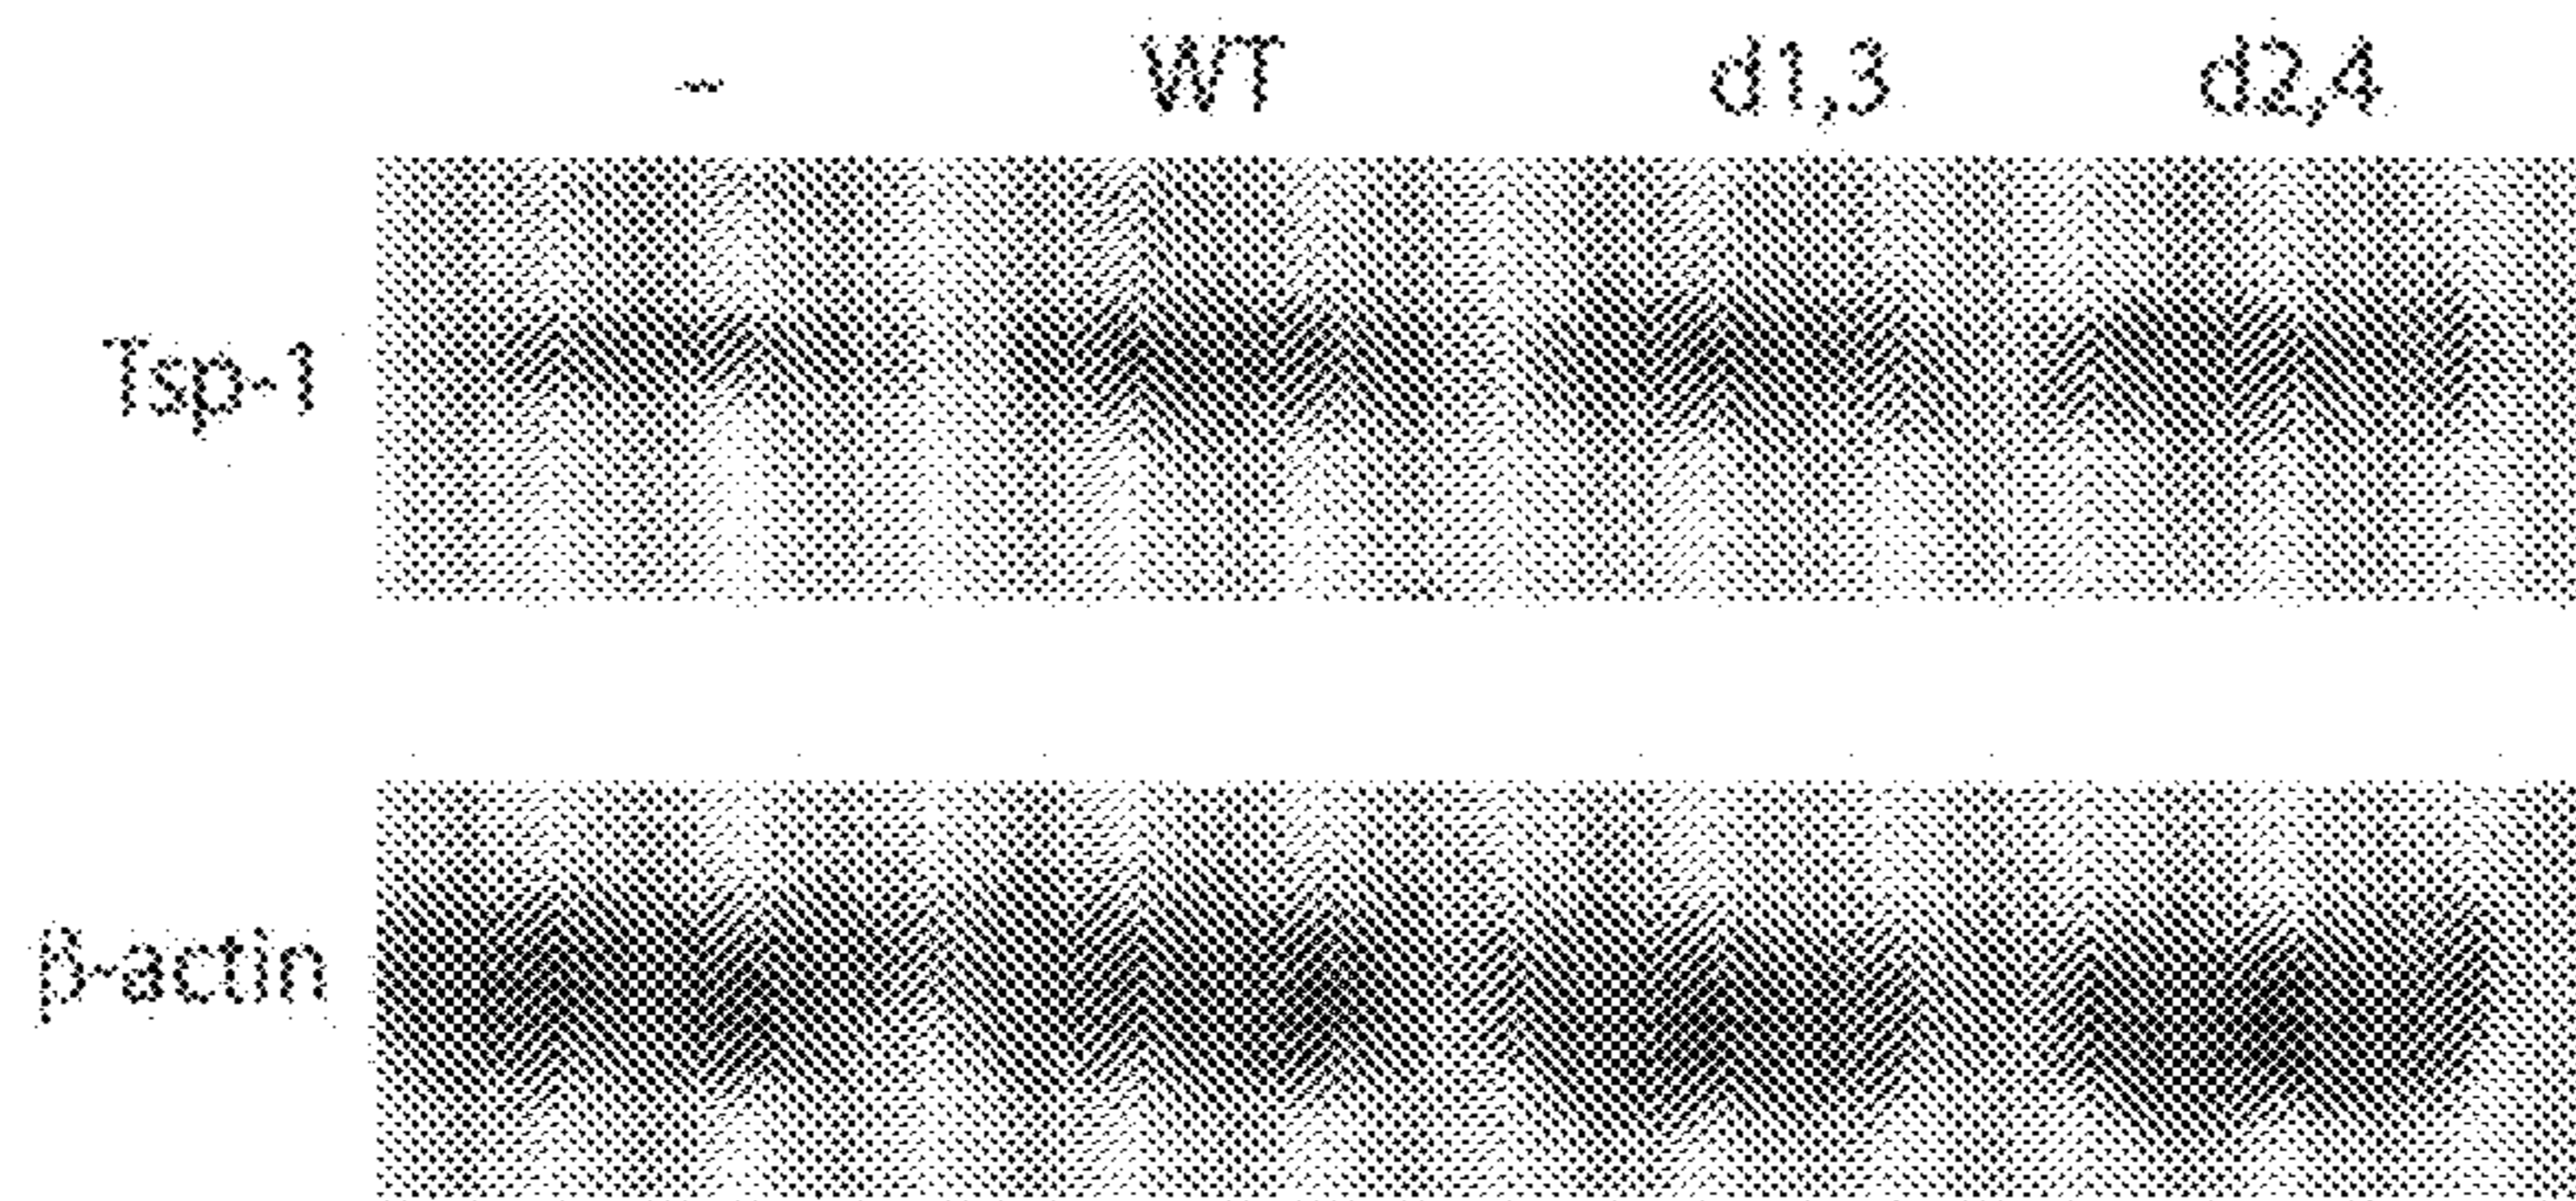 - WT d1,3 d2,4
Tsp-1
β-actin